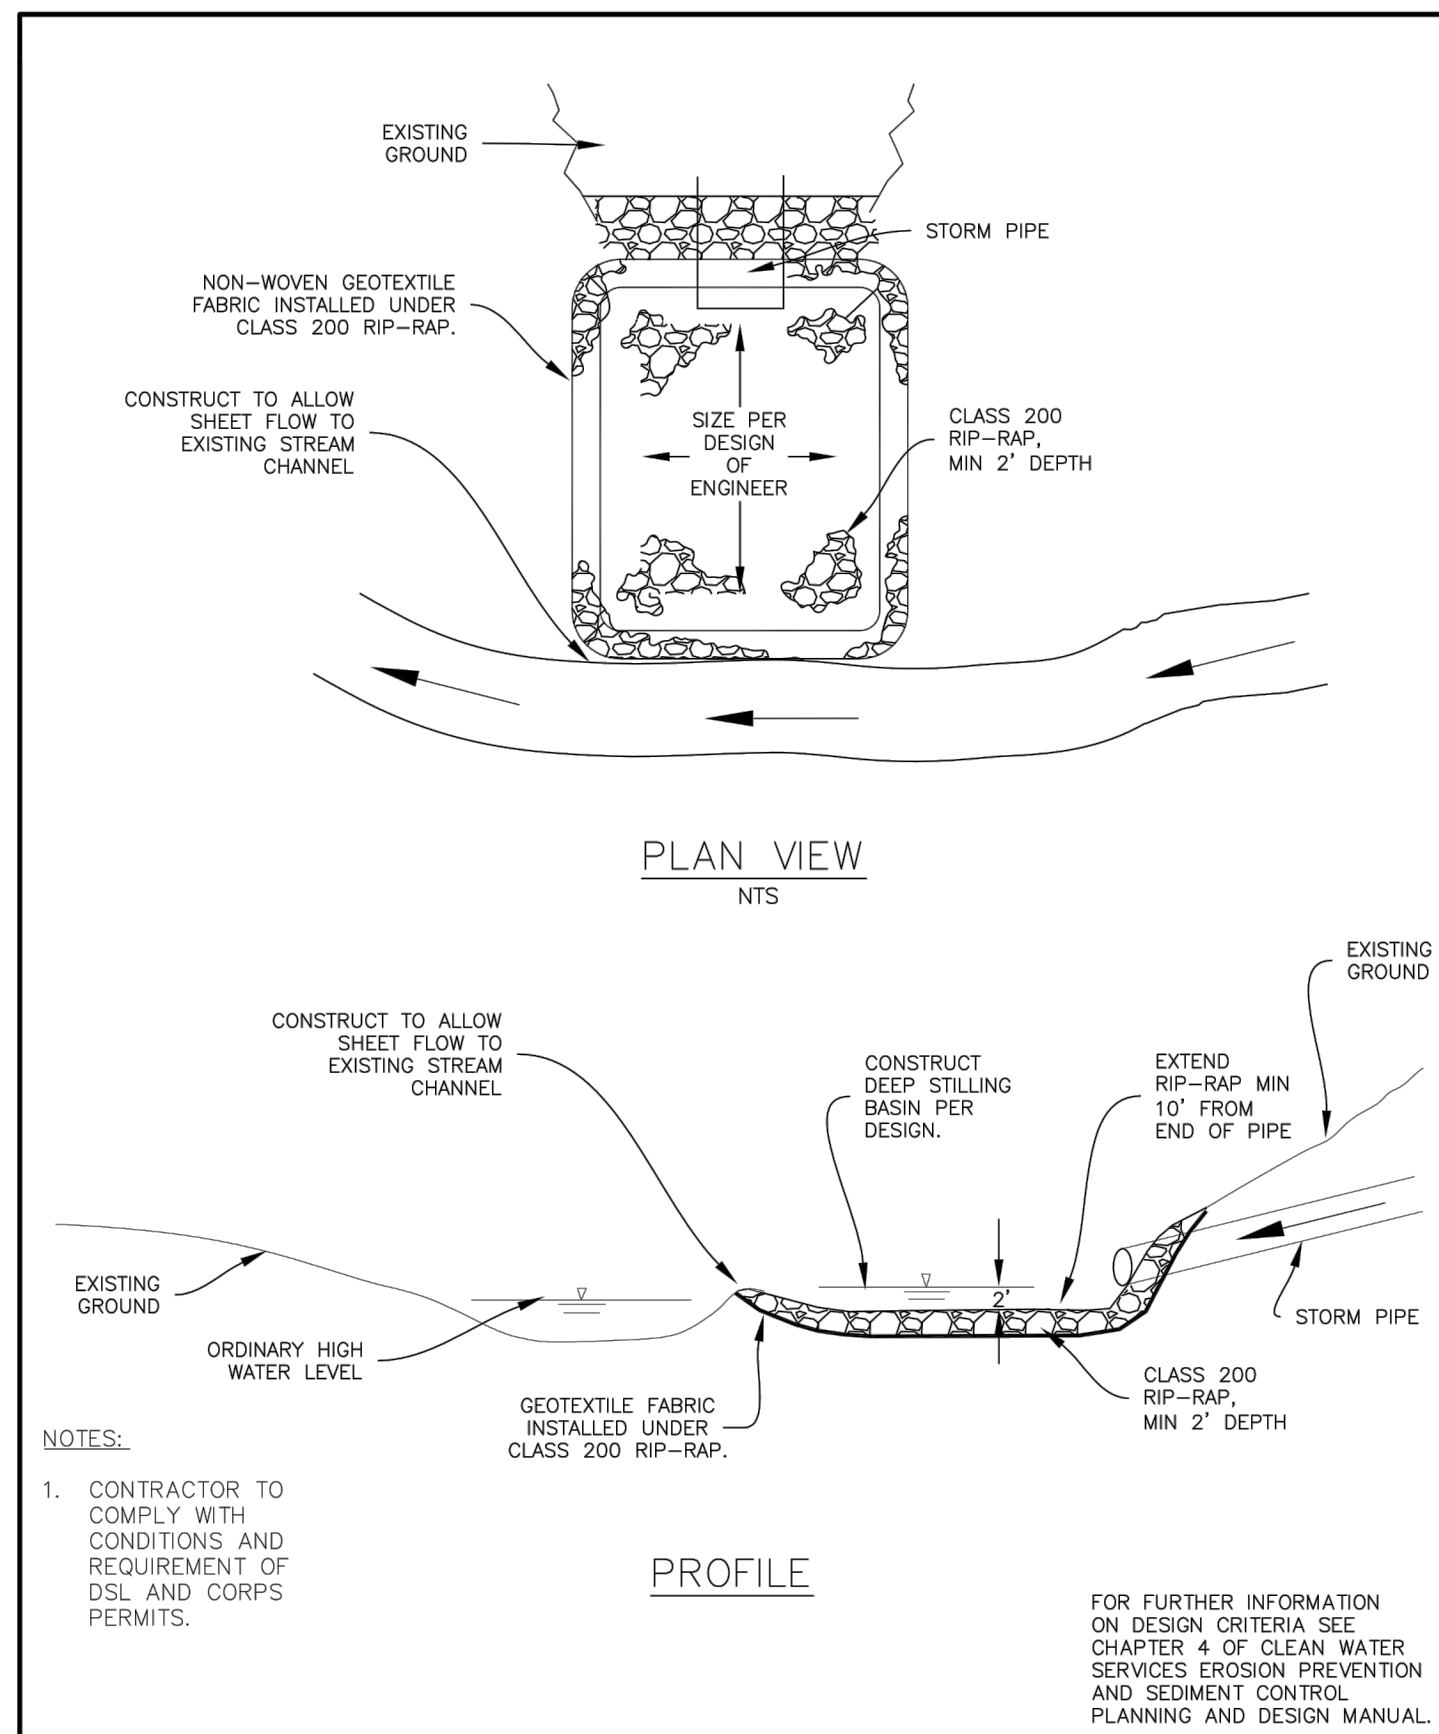 EXISTING
GROUND
STORM PIPE
NON-WOVEN GEOTEXTILE
FABRIC INSTALLED UNDER
CLASS 200 RIP-RAP.
CONSTRUCT TO ALLOW
SHEET FLOW TO
EXISTING STREAM
CHANNEL
SIZE PER
DESIGN
OF
ENGINEER
CLASS 200
RIP-RAP,
MIN 2' DEPTH
PLAN VIEW
NTS
EXISTING
GROUND
CONSTRUCT TO ALLOW
SHEET FLOW TO
EXISTING STREAM
CHANNEL
CONSTRUCT
DEEP STILLING
BASIN PER
DESIGN.
EXTEND
RIP-RAP MIN
10' FROM
END OF PIPE
EXISTING
GROUND
2'
STORM PIPE
ORDINARY HIGH
WATER LEVEL
GEOTEXTILE FABRIC
INSTALLED UNDER
CLASS 200 RIP-RAP.
CLASS 200
RIP-RAP,
MIN 2' DEPTH
NOTES:
1. CONTRACTOR TO
COMPLY WITH
CONDITIONS AND
REQUIREMENT OF
DSL AND CORPS
PERMITS.
PROFILE
FOR FURTHER INFORMATION
ON DESIGN CRITERIA SEE
CHAPTER 4 OF CLEAN WATER
SERVICES EROSION PREVENTION
AND SEDIMENT CONTROL
PLANNING AND DESIGN MANUAL.